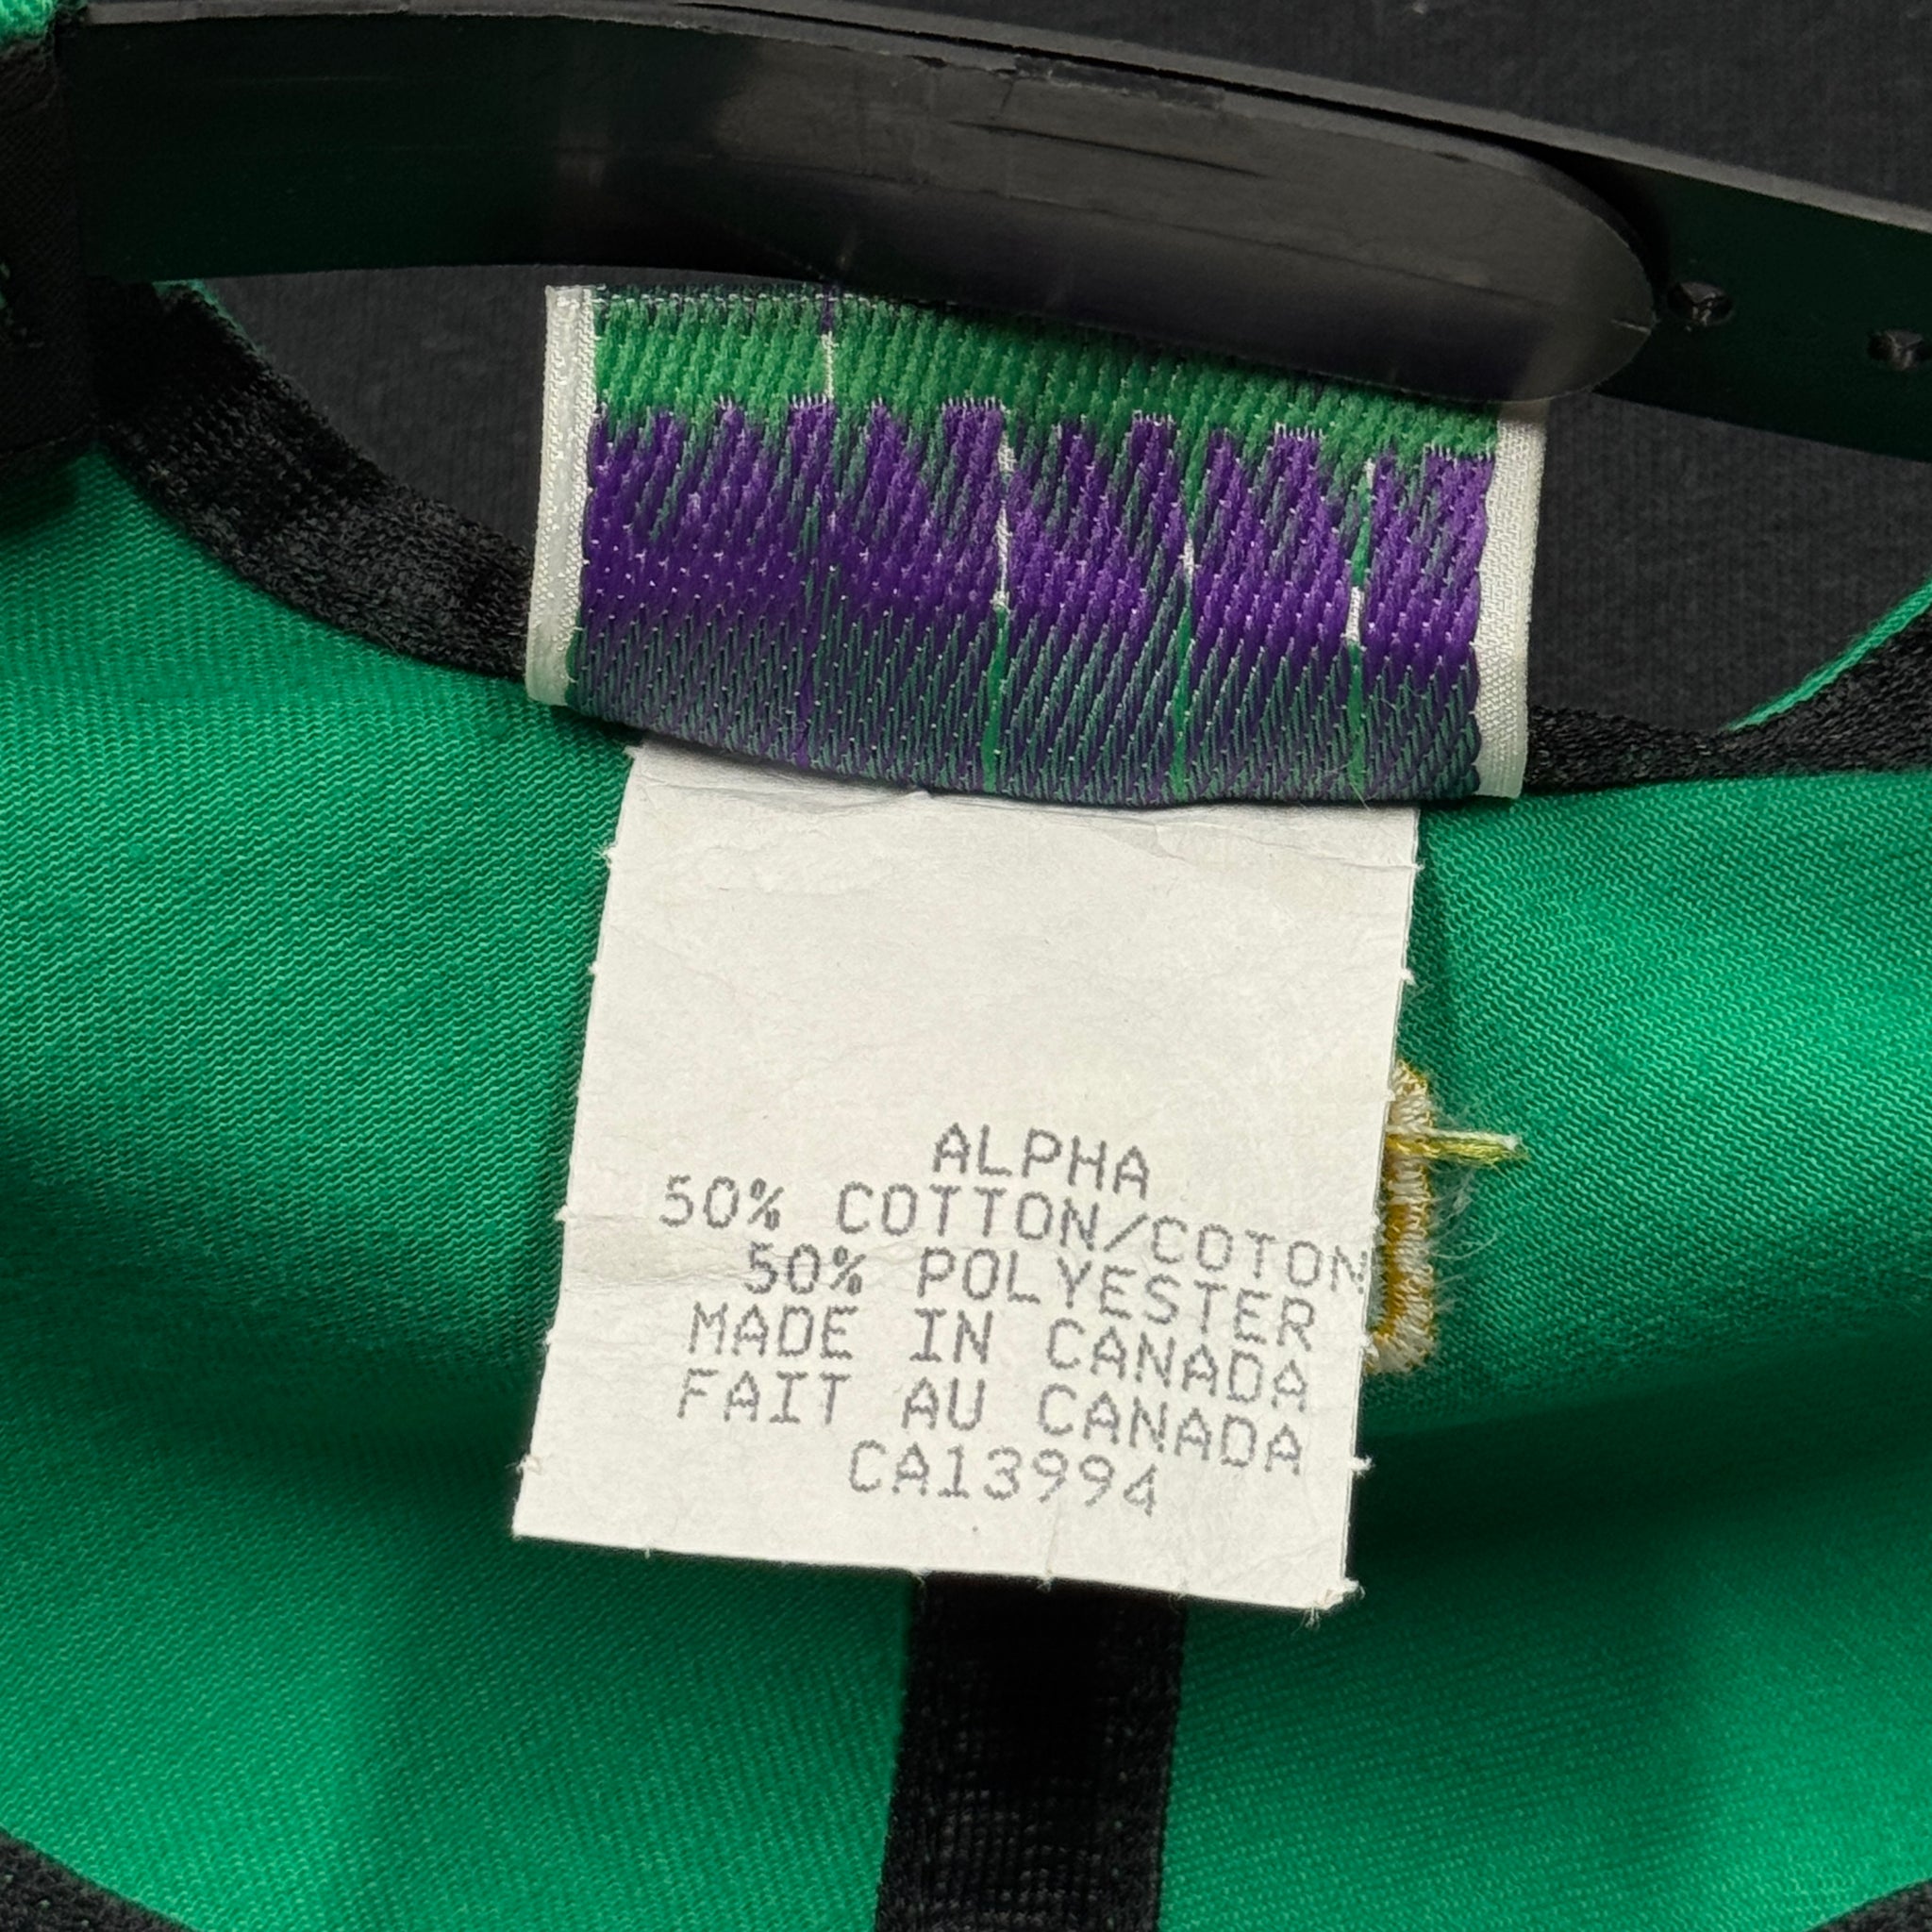 ALPHA
50% COTTON/COTON
50% POLYESTER
MADE IN CANADA
FAIT AU CANADA
CA13994